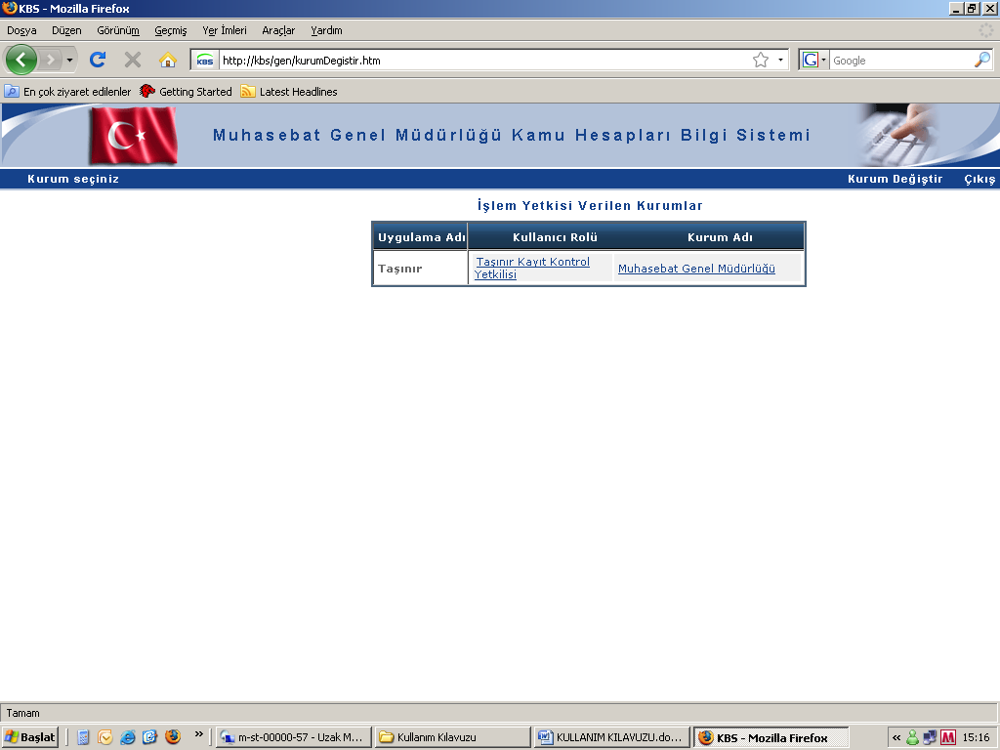 KBS - Mozilla Firefox
Dosya Düzen Görünüm Geçmiş Yer İmleri Araçlar Yardım
KBS http://kbs/gen/kurumDegistir.htm G Google
En çok ziyaret edilenler Getting Started Latest Headlines
Muhasebat Genel Müdürlüğü Kamu Hesapları Bilgi Sistemi
Kurum seçiniz Kurum Değiştir Çıkış
İşlem Yetkisi Verilen Kurumlar
Uygulama Adı Kullanıcı Rolü Kurum Adı
Taşınır Taşınır Kayıt Kontrol
Yetkilisi Muhasebat Genel Müdürlüğü
Tamam
Başlat » m-st-00000-57 - Uzak M... Kullanım Kılavuzu KULLANIM KILAVUZU.do... KBS - Mozilla Firefox « M 15:16